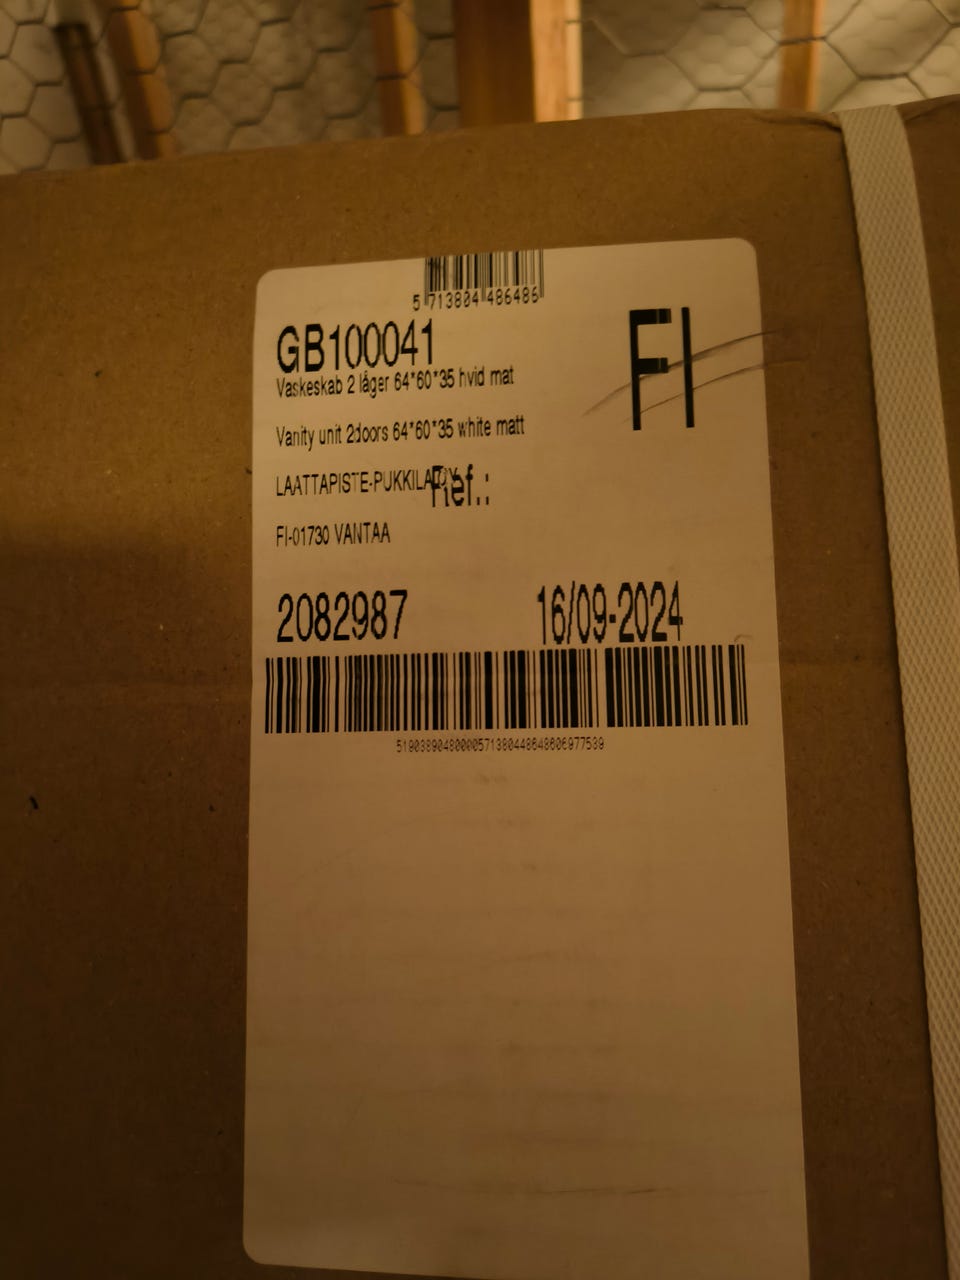 5 713804 486486
GB100041
FI
Vaskeskab 2 låger 64*60*35 hvid mat
Vanity unit 2doors 64*60*35 white matt
LAATTAPISTE-PUKKILA OY
Ref.:
FI-01730 VANTAA
2082987
16/09-2024